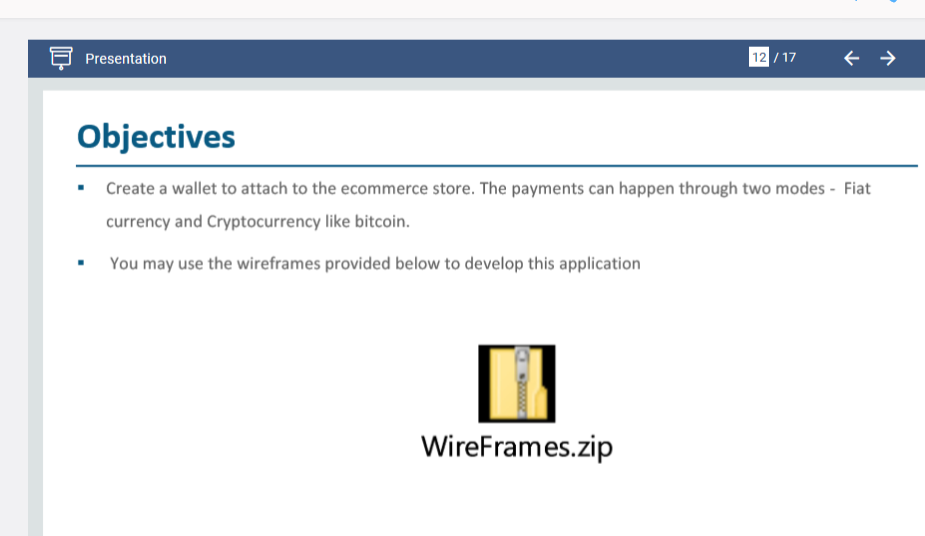 Presentation
12 / 17
Objectives
▪ Create a wallet to attach to the ecommerce store. The payments can happen through two modes - Fiat
currency and Cryptocurrency like bitcoin.
▪ You may use the wireframes provided below to develop this application
WireFrames.zip